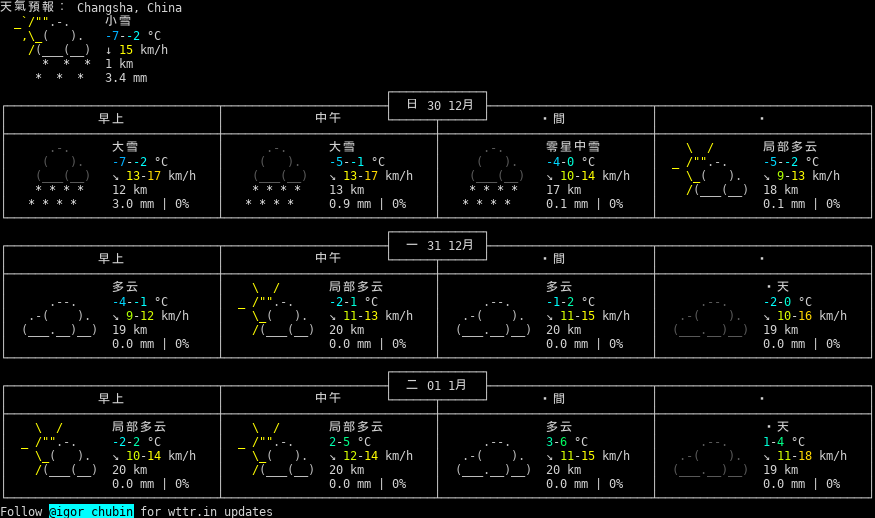 天氣預報： Changsha, China
小雪
-7--2 °C
↓ 15 km/h
1 km
3.4 mm
日 30 12月
早上 中午 ・間 ・
大雪 大雪 零星中雪 局部多云
-7--2 °C -5--1 °C -4-0 °C -5--2 °C
↘ 13-17 km/h ↘ 13-17 km/h ↘ 10-14 km/h ↘ 9-13 km/h
12 km 13 km 17 km 18 km
3.0 mm | 0% 0.9 mm | 0% 0.1 mm | 0% 0.1 mm | 0%
一 31 12月
早上 中午 ・間 ・
多云 局部多云 多云 ・天
-4--1 °C -2-1 °C -1-2 °C -2-0 °C
↘ 9-12 km/h ↘ 11-13 km/h ↘ 11-15 km/h ↘ 10-16 km/h
19 km 20 km 20 km 19 km
0.0 mm | 0% 0.0 mm | 0% 0.0 mm | 0% 0.0 mm | 0%
二 01 1月
早上 中午 ・間 ・
局部多云 局部多云 多云 ・天
-2-2 °C 2-5 °C 3-6 °C 1-4 °C
↘ 10-14 km/h ↘ 12-14 km/h ↘ 11-15 km/h ↘ 11-18 km/h
20 km 20 km 20 km 19 km
0.0 mm | 0% 0.0 mm | 0% 0.0 mm | 0% 0.0 mm | 0%
Follow @igor_chubin for wttr.in updates